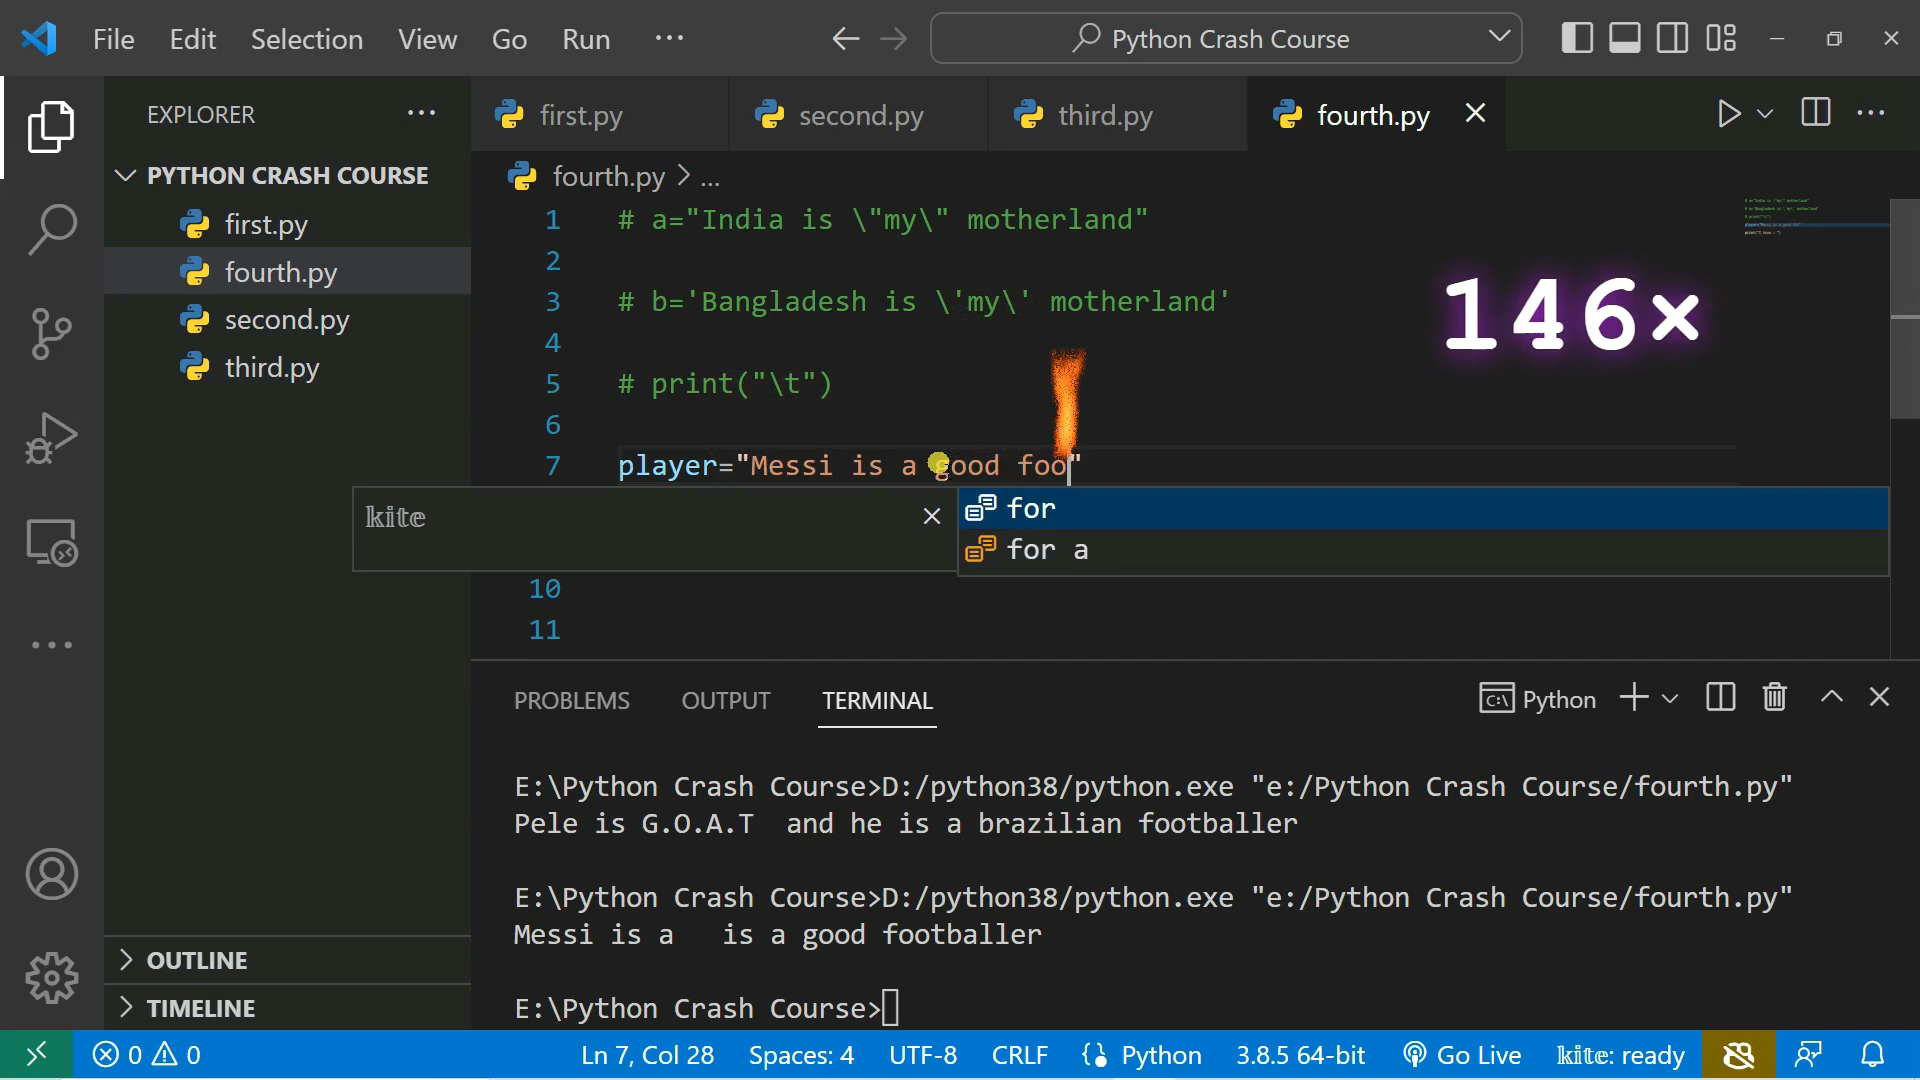 File Edit Selection View Go Run ···
Python Crash Course
EXPLORER ···
first.py second.py third.py fourth.py
PYTHON CRASH COURSE
first.py
fourth.py
second.py
third.py
fourth.py > ...
1 # a="India is \"my\" motherland"
2
3 # b='Bangladesh is \'my\' motherland'
4
5 # print("\t")
6
7 player="Messi is a good foo"
146×
kite
for
for a
10
11
PROBLEMS OUTPUT TERMINAL
Python
E:\Python Crash Course>D:/python38/python.exe "e:/Python Crash Course/fourth.py"
Pele is G.O.A.T  and he is a brazilian footballer
E:\Python Crash Course>D:/python38/python.exe "e:/Python Crash Course/fourth.py"
Messi is a   is a good footballer
E:\Python Crash Course>
OUTLINE
TIMELINE
0 0 Ln 7, Col 28 Spaces: 4 UTF-8 CRLF Python 3.8.5 64-bit Go Live kite: ready